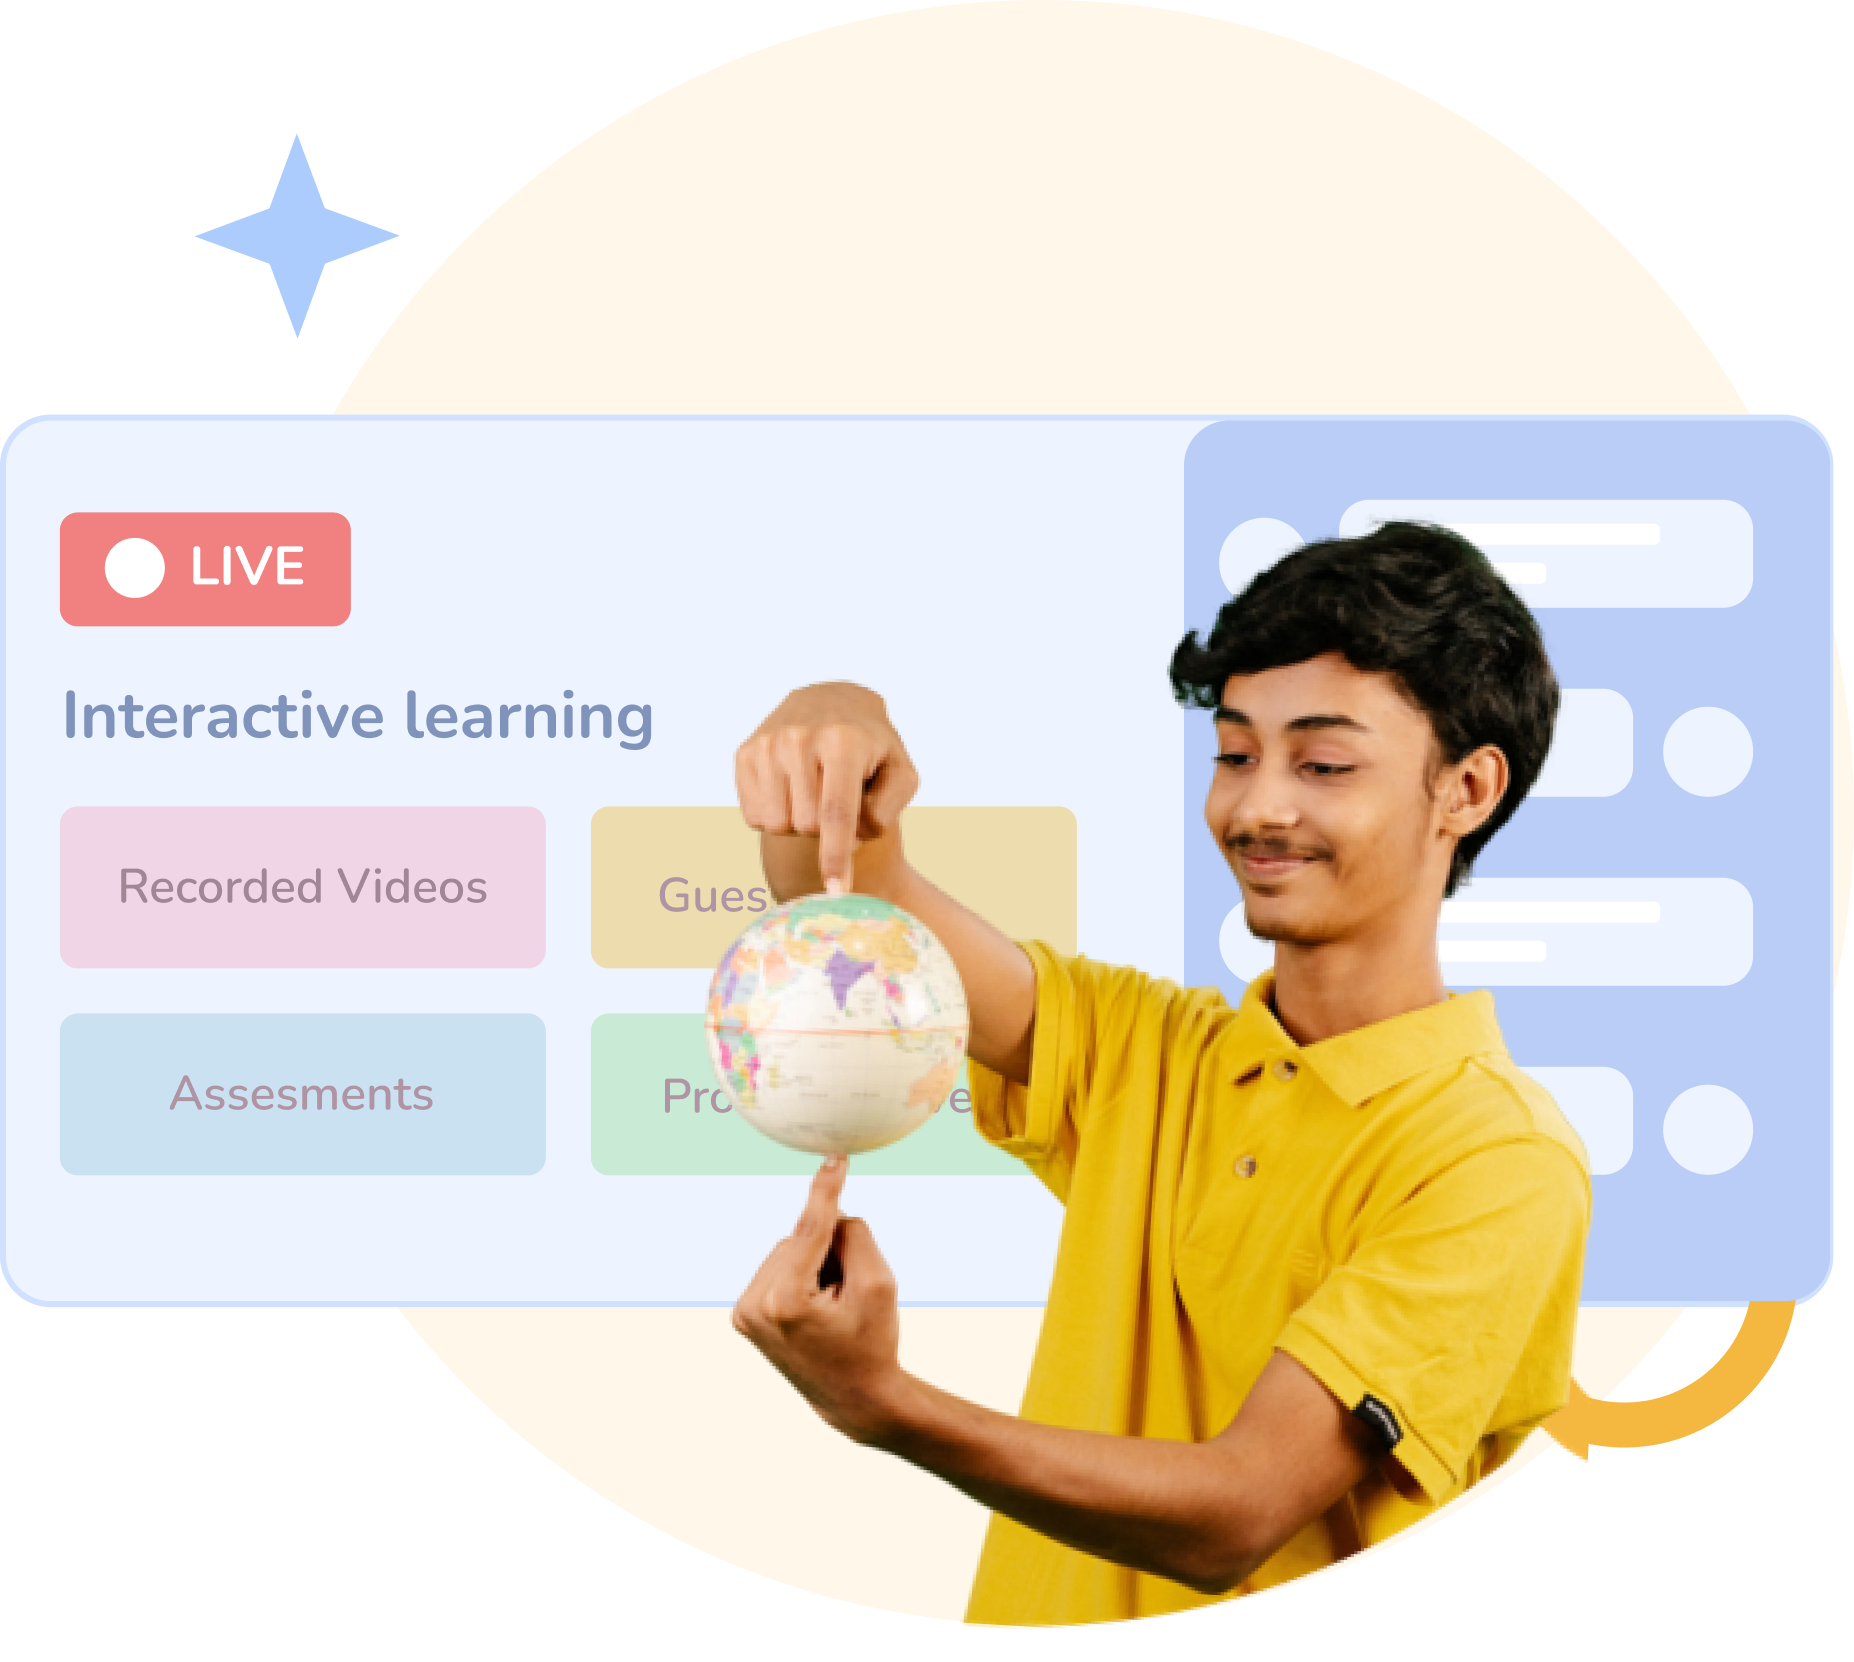 LIVE
Interactive learning
Recorded Videos
Gues
Assesments
Pro